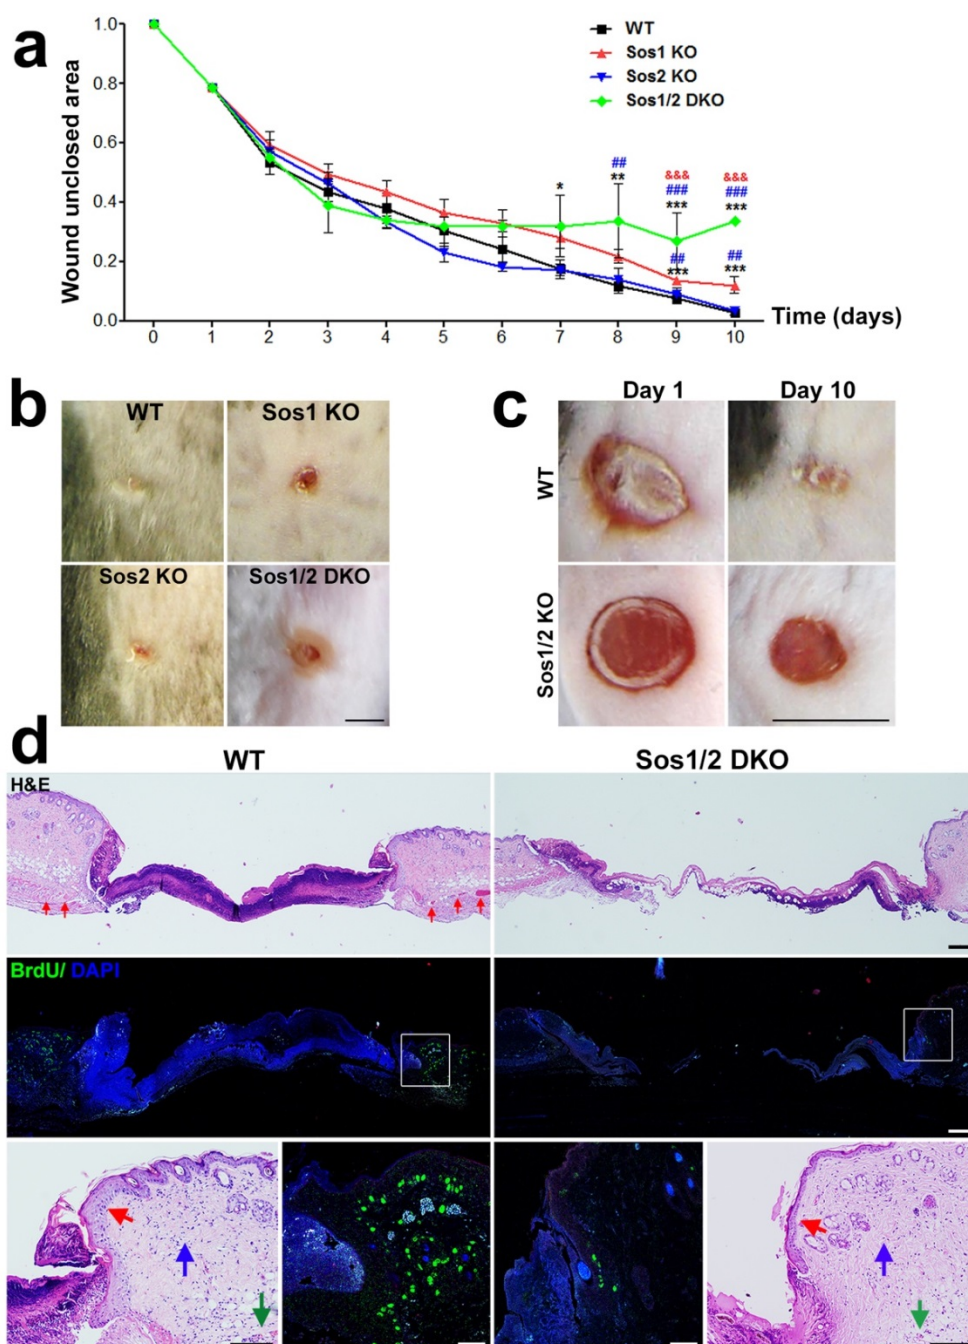 a
Wound unclosed area
1.0
0.8
0.6
0.4
0.2
0.0
0 1 2 3 4 5 6 7 8 9 10
Time (days)
WT
Sos1 KO
Sos2 KO
Sos1/2 DKO
*
##
**
&&&
###
***
&&&
###
***
##
***
##
***
b
WT
Sos1 KO
Sos2 KO
Sos1/2 DKO
c
Day 1
Day 10
WT
Sos1/2 KO
d
WT
Sos1/2 DKO
H&E
BrdU/ DAPI